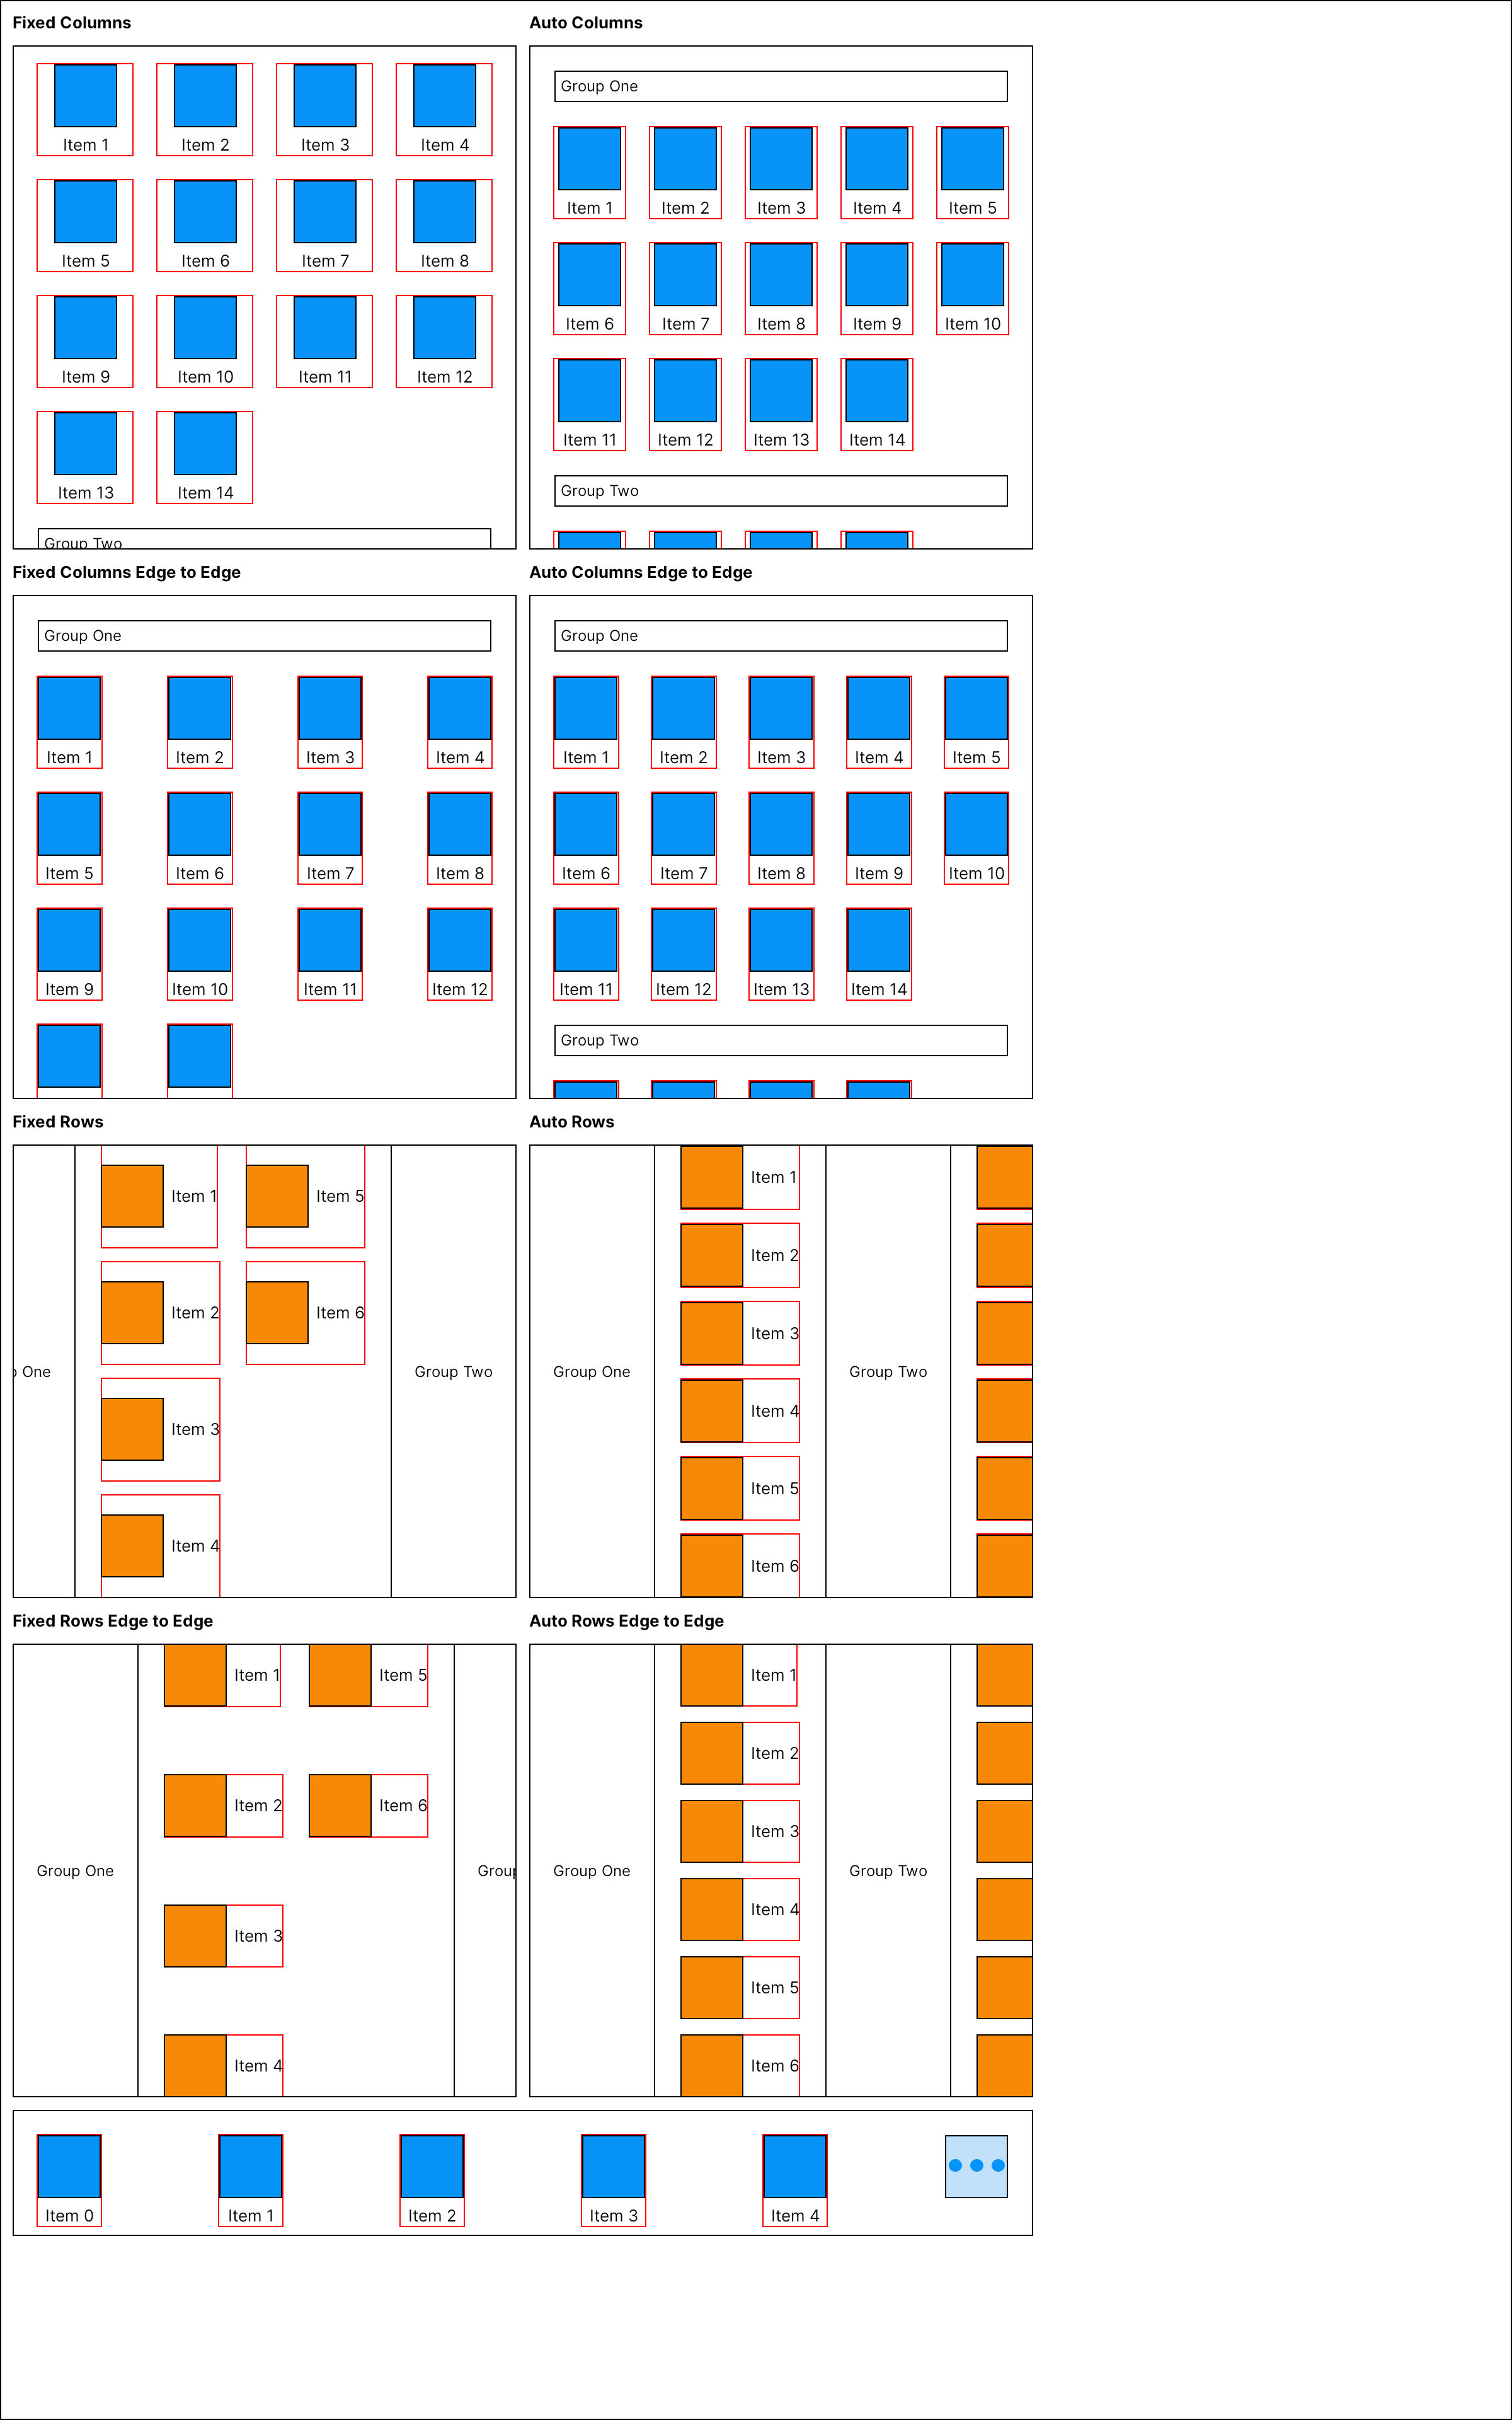 Fixed Columns
Item 1 Item 2 Item 3 Item 4
Item 5 Item 6 Item 7 Item 8
Item 9 Item 10 Item 11 Item 12
Item 13 Item 14
Group Two
Auto Columns
Group One
Item 1 Item 2 Item 3 Item 4 Item 5
Item 6 Item 7 Item 8 Item 9 Item 10
Item 11 Item 12 Item 13 Item 14
Group Two
Fixed Columns Edge to Edge
Group One
Item 1 Item 2 Item 3 Item 4
Item 5 Item 6 Item 7 Item 8
Item 9 Item 10 Item 11 Item 12
Auto Columns Edge to Edge
Group One
Item 1 Item 2 Item 3 Item 4 Item 5
Item 6 Item 7 Item 8 Item 9 Item 10
Item 11 Item 12 Item 13 Item 14
Group Two
Fixed Rows
Item 1 Item 5
Item 2 Item 6
One Group Two
Item 3
Item 4
Auto Rows
Item 1
Item 2
Item 3
Group One Group Two
Item 4
Item 5
Item 6
Fixed Rows Edge to Edge
Item 1 Item 5
Item 2 Item 6
Group One
Item 3
Item 4
Auto Rows Edge to Edge
Item 1
Item 2
Item 3
Group One Group Two
Item 4
Item 5
Item 6
Item 0 Item 1 Item 2 Item 3 Item 4